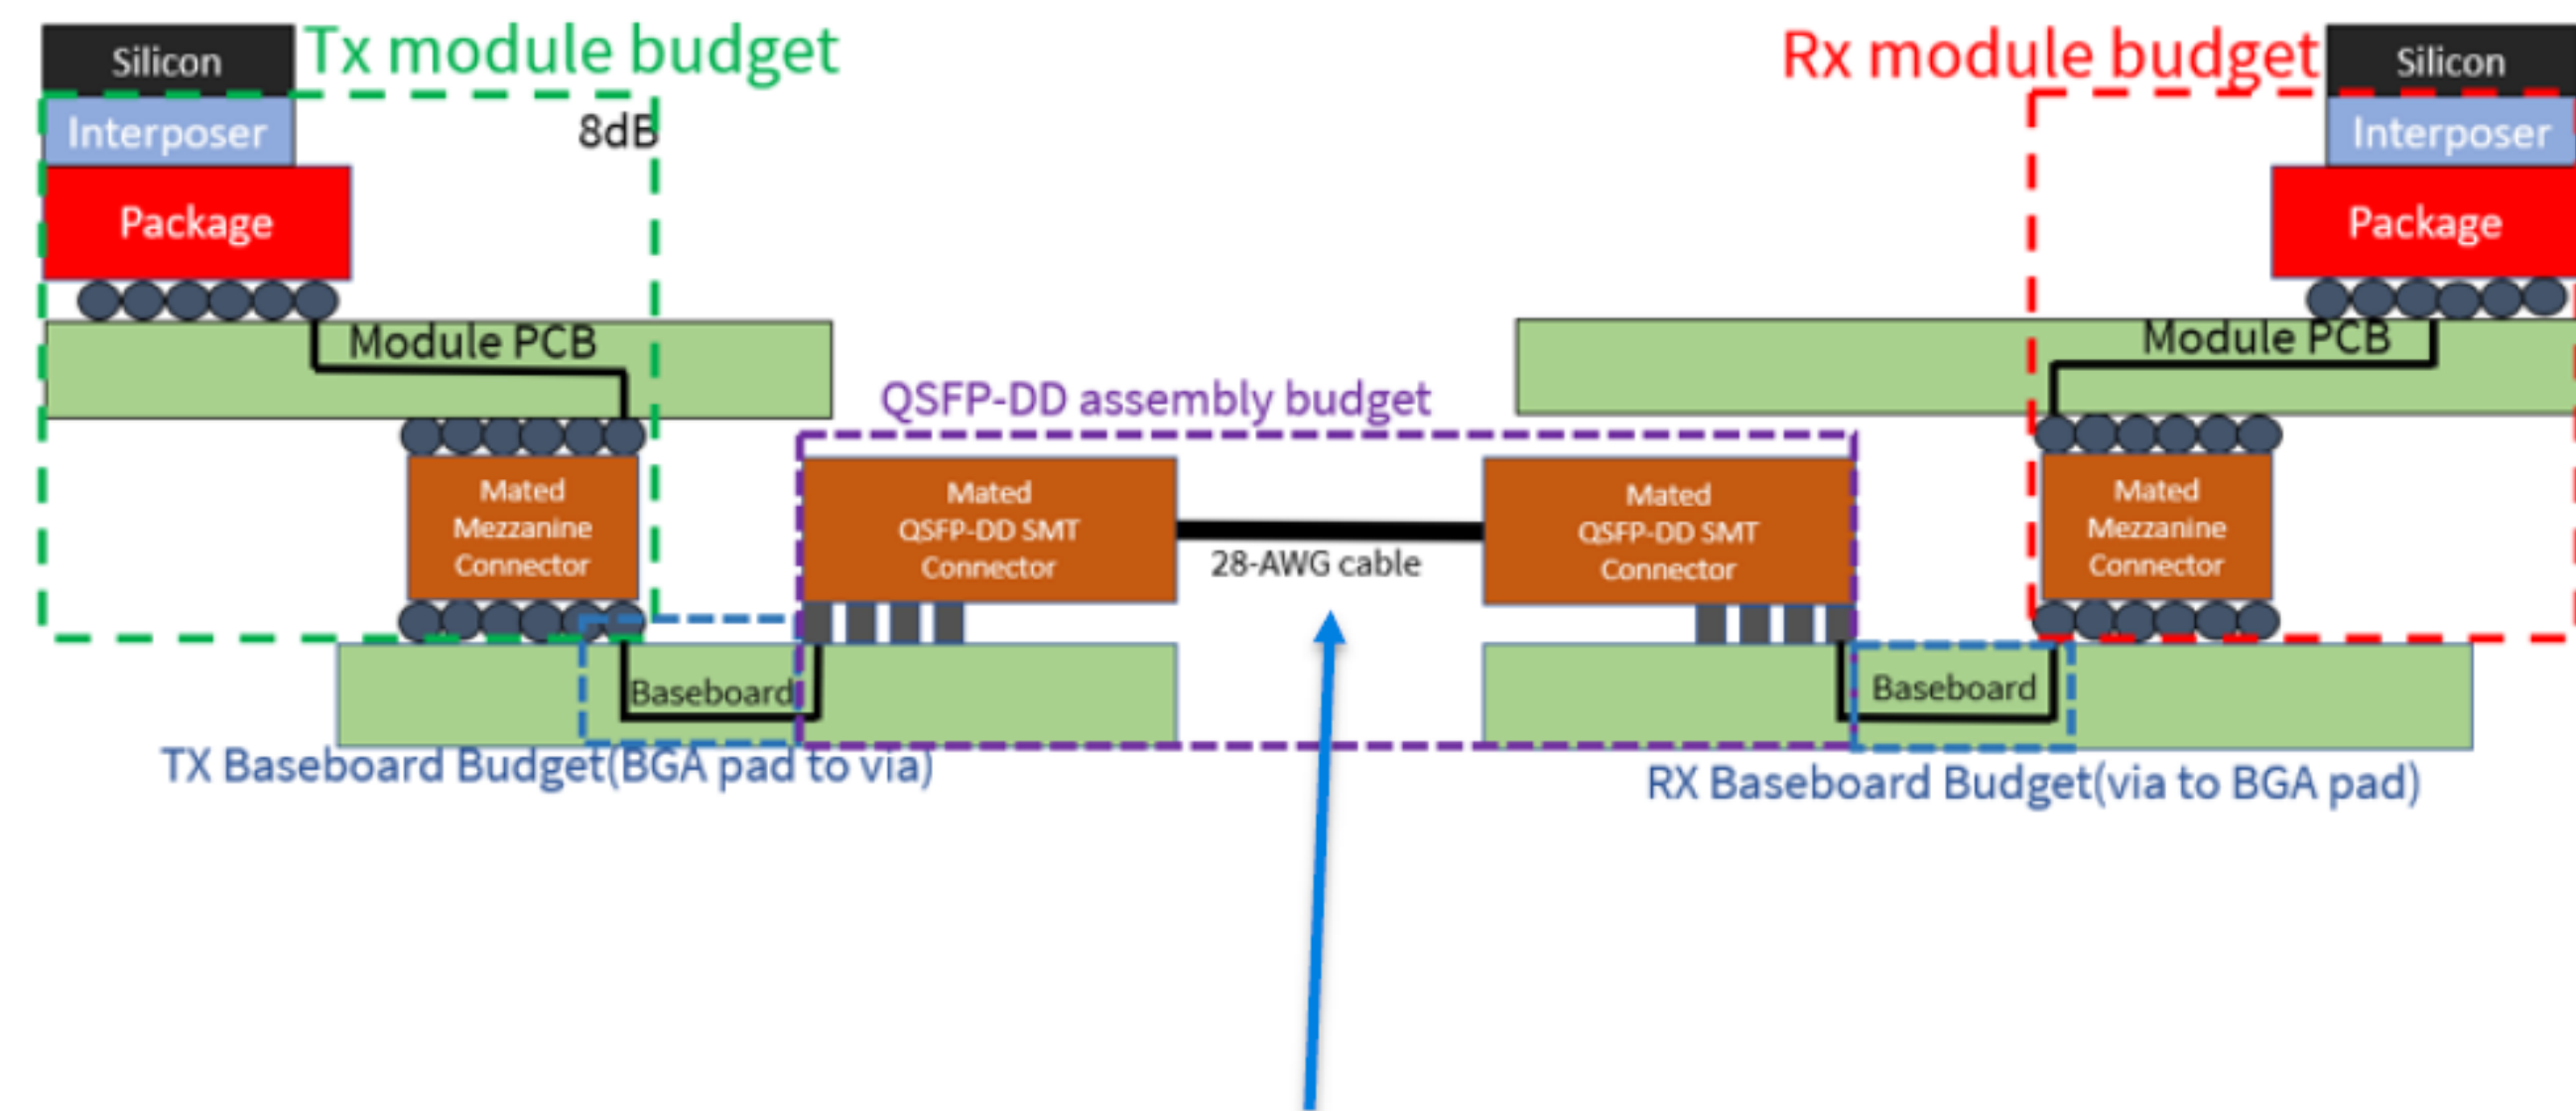 Silicon
Tx module budget
Rx module budget
Silicon
Interposer
8dB
Interposer
Package
Package
Module PCB
Module PCB
QSFP-DD assembly budget
Mated
Mezzanine
Connector
Mated
QSFP-DD SMT
Connector
28-AWG cable
Mated
QSFP-DD SMT
Connector
Mated
Mezzanine
Connector
Baseboard
Baseboard
TX Baseboard Budget(BGA pad to via)
RX Baseboard Budget(via to BGA pad)